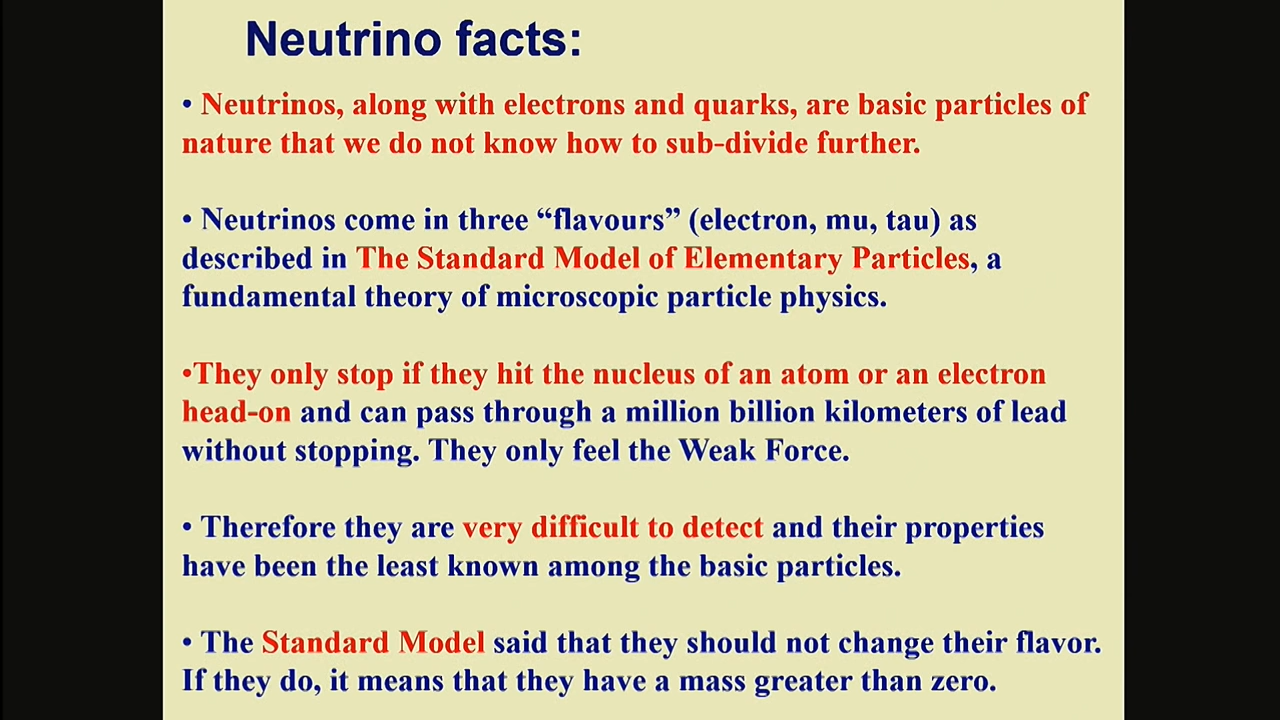 Neutrino facts:
• Neutrinos, along with electrons and quarks, are basic particles of
nature that we do not know how to sub-divide further.
• Neutrinos come in three “flavours” (electron, mu, tau) as
described in The Standard Model of Elementary Particles, a
fundamental theory of microscopic particle physics.
•They only stop if they hit the nucleus of an atom or an electron
head-on and can pass through a million billion kilometers of lead
without stopping. They only feel the Weak Force.
• Therefore they are very difficult to detect and their properties
have been the least known among the basic particles.
• The Standard Model said that they should not change their flavor.
If they do, it means that they have a mass greater than zero.